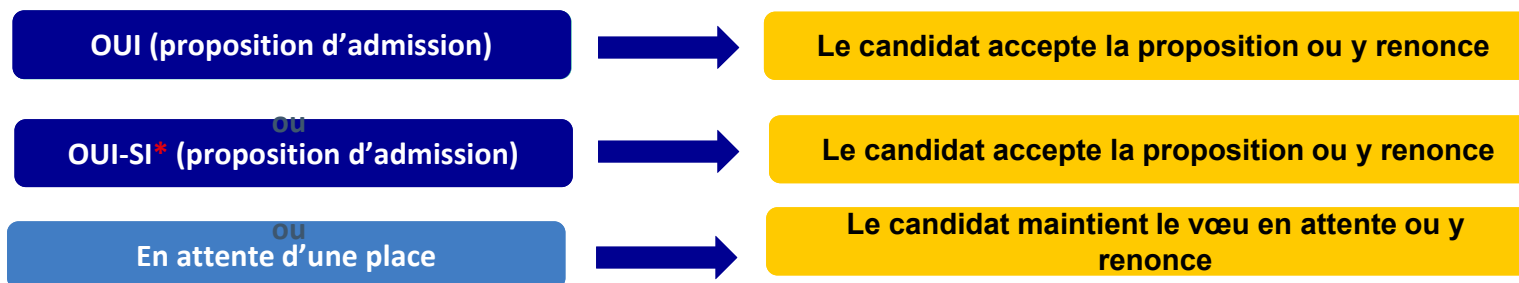 OUI (proposition d’admission)
Le candidat accepte la proposition ou y renonce
ou
OUI-SI* (proposition d’admission)
Le candidat accepte la proposition ou y renonce
ou
En attente d’une place
Le candidat maintient le vœu en attente ou y
renonce